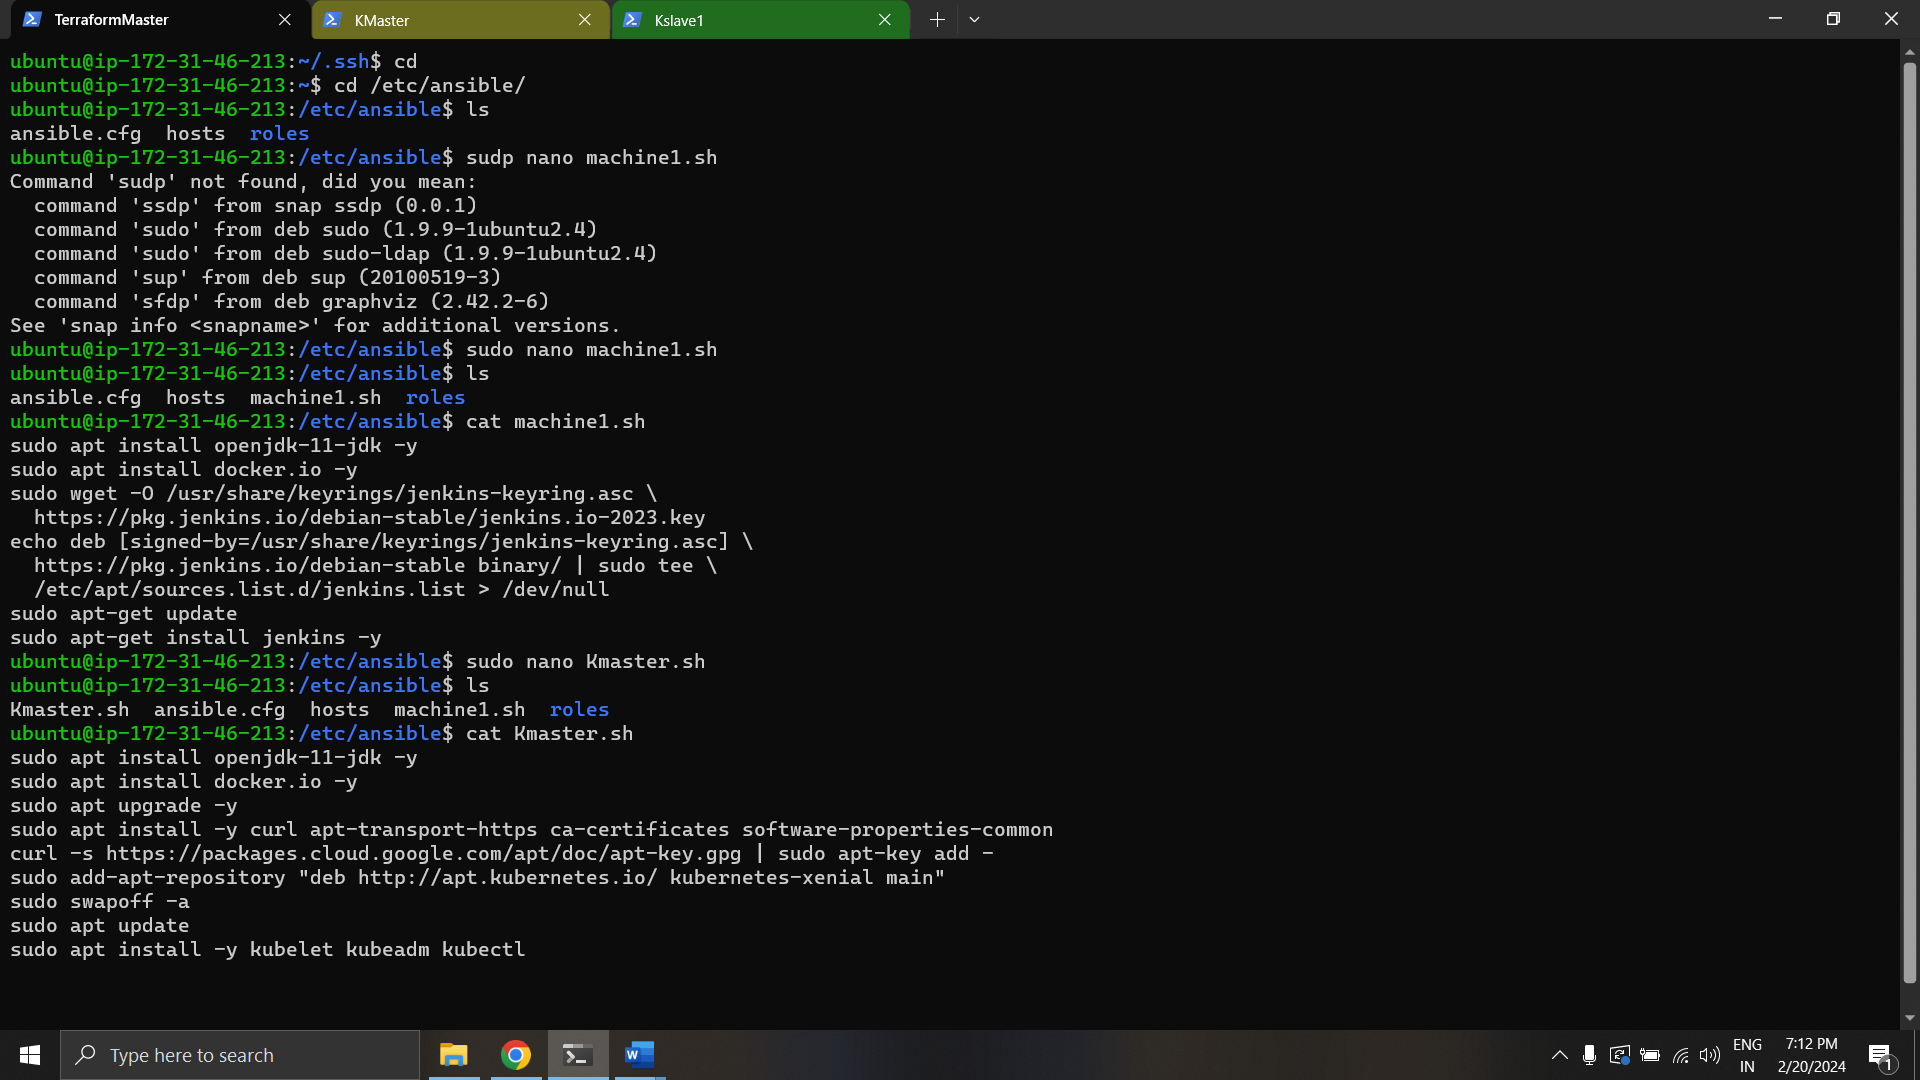 TerraformMaster
KMaster
Kslave1
ubuntu@ip-172-31-46-213:~/.ssh$ cd
ubuntu@ip-172-31-46-213:~$ cd /etc/ansible/
ubuntu@ip-172-31-46-213:/etc/ansible$ ls
ansible.cfg  hosts  roles
ubuntu@ip-172-31-46-213:/etc/ansible$ sudp nano machine1.sh
Command 'sudp' not found, did you mean:
  command 'ssdp' from snap ssdp (0.0.1)
  command 'sudo' from deb sudo (1.9.9-1ubuntu2.4)
  command 'sudo' from deb sudo-ldap (1.9.9-1ubuntu2.4)
  command 'sup' from deb sup (20100519-3)
  command 'sfdp' from deb graphviz (2.42.2-6)
See 'snap info <snapname>' for additional versions.
ubuntu@ip-172-31-46-213:/etc/ansible$ sudo nano machine1.sh
ubuntu@ip-172-31-46-213:/etc/ansible$ ls
ansible.cfg  hosts  machine1.sh  roles
ubuntu@ip-172-31-46-213:/etc/ansible$ cat machine1.sh
sudo apt install openjdk-11-jdk -y
sudo apt install docker.io -y
sudo wget -O /usr/share/keyrings/jenkins-keyring.asc \
  https://pkg.jenkins.io/debian-stable/jenkins.io-2023.key
echo deb [signed-by=/usr/share/keyrings/jenkins-keyring.asc] \
  https://pkg.jenkins.io/debian-stable binary/ | sudo tee \
  /etc/apt/sources.list.d/jenkins.list > /dev/null
sudo apt-get update
sudo apt-get install jenkins -y
ubuntu@ip-172-31-46-213:/etc/ansible$ sudo nano Kmaster.sh
ubuntu@ip-172-31-46-213:/etc/ansible$ ls
Kmaster.sh  ansible.cfg  hosts  machine1.sh  roles
ubuntu@ip-172-31-46-213:/etc/ansible$ cat Kmaster.sh
sudo apt install openjdk-11-jdk -y
sudo apt install docker.io -y
sudo apt upgrade -y
sudo apt install -y curl apt-transport-https ca-certificates software-properties-common
curl -s https://packages.cloud.google.com/apt/doc/apt-key.gpg | sudo apt-key add -
sudo add-apt-repository "deb http://apt.kubernetes.io/ kubernetes-xenial main"
sudo swapoff -a
sudo apt update
sudo apt install -y kubelet kubeadm kubectl
Type here to search
ENG
IN
7:12 PM
2/20/2024
1